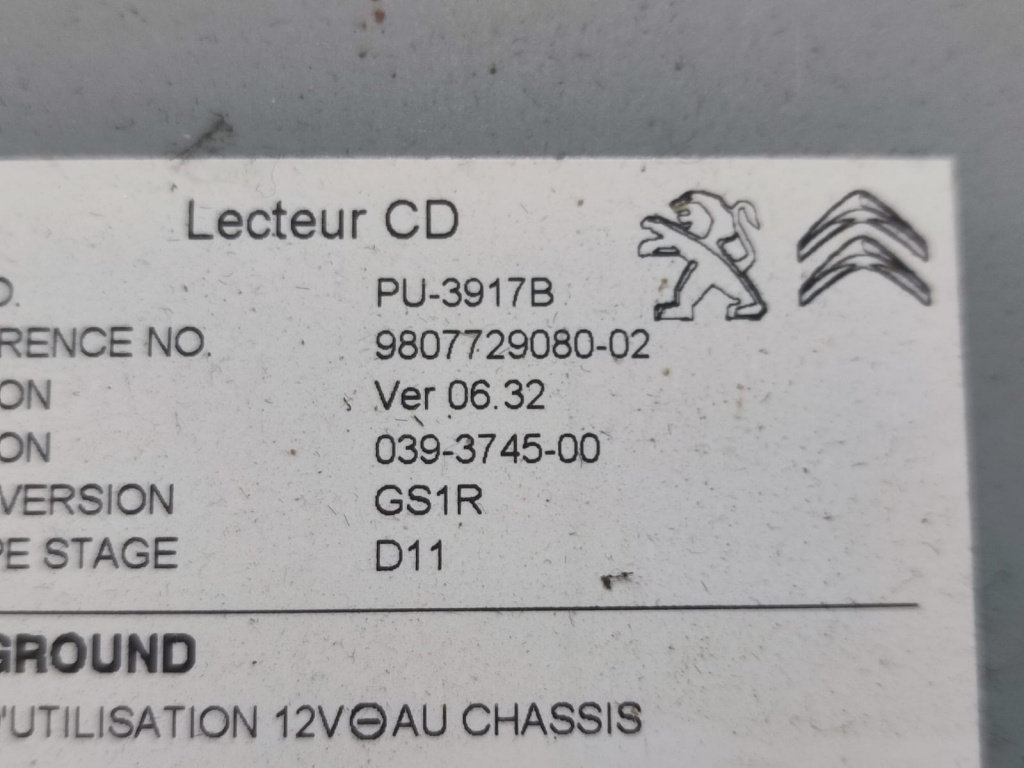 Lecteur CD
O. PU-3917B
RENCE NO. 9807729080-02
ON Ver 06.32
ON 039-3745-00
VERSION GS1R
PE STAGE D11
GROUND
'UTILISATION 12V⊖AU CHASSIS